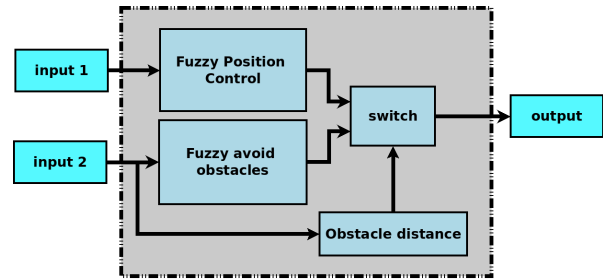 input 1
Fuzzy Position
Control
switch
output
input 2
Fuzzy avoid
obstacles
Obstacle distance